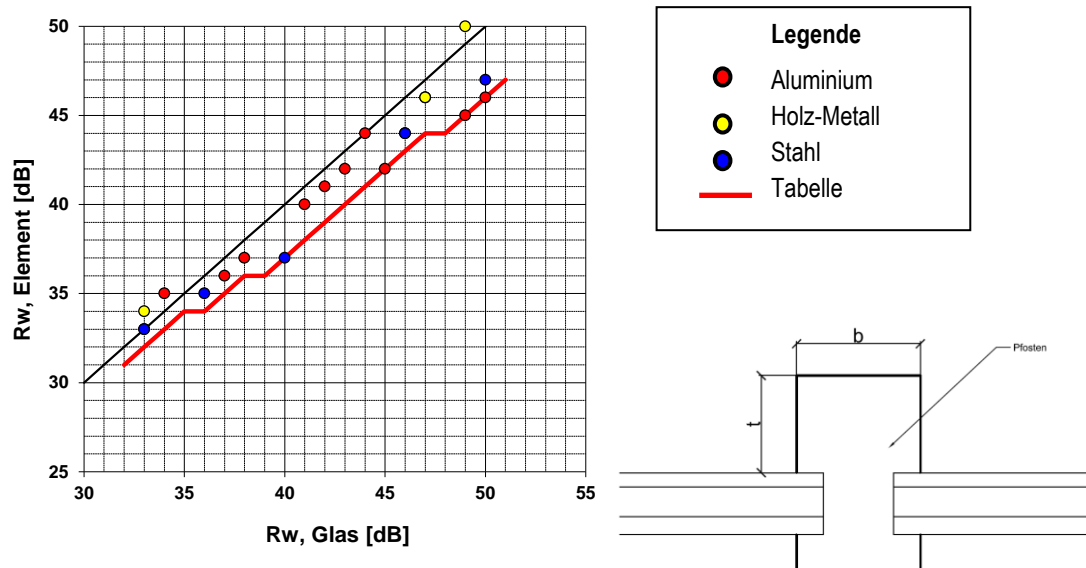 50
45
40
35
30
25
30 35 40 45 50 55
Rw, Element [dB]
Rw, Glas [dB]
Legende
Aluminium
Holz-Metall
Stahl
Tabelle
b
t
Pfosten